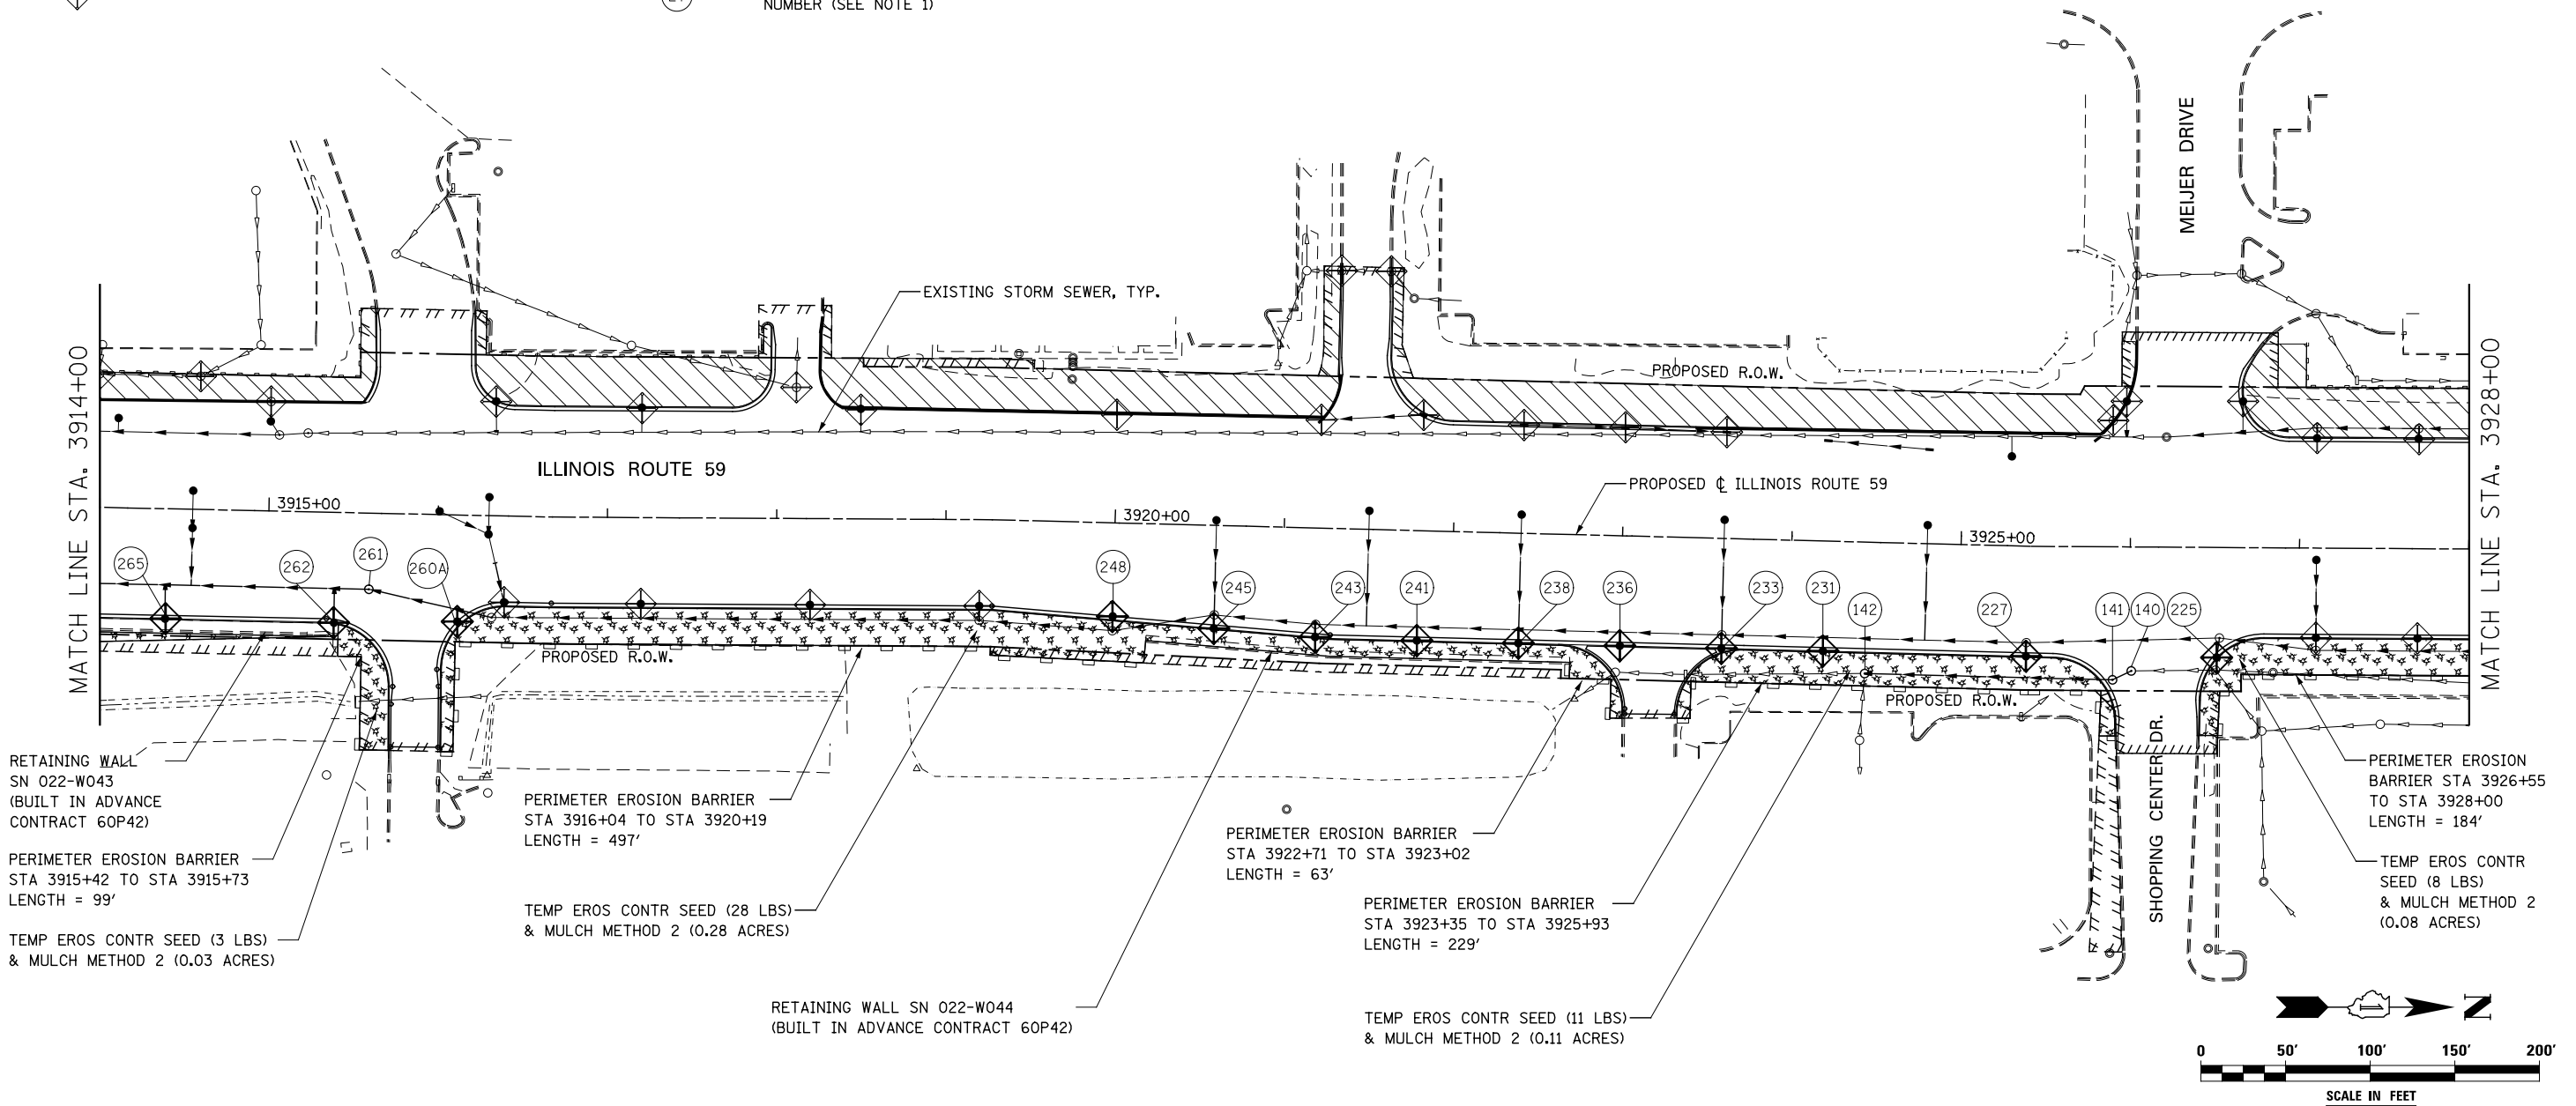 21
NUMBER (SEE NOTE 1)
MEIJER DRIVE
EXISTING STORM SEWER, TYP.
PROPOSED R.O.W.
MATCH LINE STA. 3914+00
MATCH LINE STA. 3928+00
ILLINOIS ROUTE 59
PROPOSED ℄ ILLINOIS ROUTE 59
3915+00
3920+00
3925+00
265
262
261
260A
248
245
243
241
238
236
233
231
142
227
141
140
225
PROPOSED R.O.W.
PROPOSED R.O.W.
RETAINING WALL
SN 022-W043
(BUILT IN ADVANCE
CONTRACT 60P42)
PERIMETER EROSION BARRIER
STA 3915+42 TO STA 3915+73
LENGTH = 99'
TEMP EROS CONTR SEED (3 LBS)
& MULCH METHOD 2 (0.03 ACRES)
PERIMETER EROSION BARRIER
STA 3916+04 TO STA 3920+19
LENGTH = 497'
TEMP EROS CONTR SEED (28 LBS)
& MULCH METHOD 2 (0.28 ACRES)
RETAINING WALL SN 022-W044
(BUILT IN ADVANCE CONTRACT 60P42)
PERIMETER EROSION BARRIER
STA 3922+71 TO STA 3923+02
LENGTH = 63'
PERIMETER EROSION BARRIER
STA 3923+35 TO STA 3925+93
LENGTH = 229'
TEMP EROS CONTR SEED (11 LBS)
& MULCH METHOD 2 (0.11 ACRES)
SHOPPING CENTER DR.
PERIMETER EROSION
BARRIER STA 3926+55
TO STA 3928+00
LENGTH = 184'
TEMP EROS CONTR
SEED (8 LBS)
& MULCH METHOD 2
(0.08 ACRES)
N
0 50' 100' 150' 200'
SCALE IN FEET